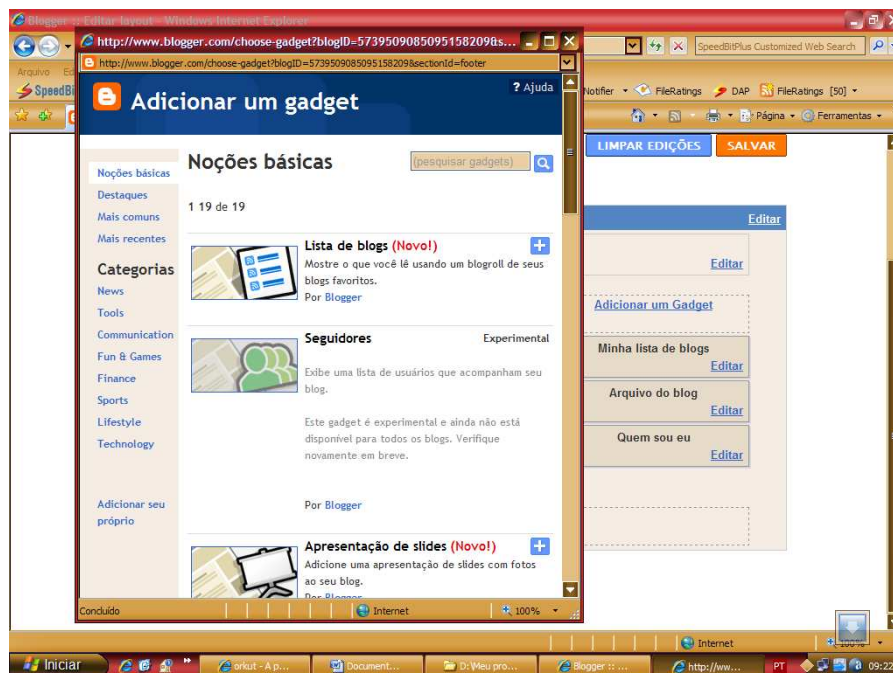 Blogger :: Editar layout - Windows Internet Explorer
http://www.blogger.com/choose-gadget?blogID=5739509085095158209&s...
http://www.blogger.com/choose-gadget?blogID=5739509085095158209&sectionId=footer
SpeedBitPlus Customized Web Search
Arquivo
SpeedBi
Notifier
FileRatings
DAP
FileRatings [50]
Página
Ferramentas
Adicionar um gadget
? Ajuda
LIMPAR EDIÇÕES
SALVAR
Noções básicas
Destaques
Mais comuns
Mais recentes
Categorias
News
Tools
Communication
Fun & Games
Finance
Sports
Lifestyle
Technology
Adicionar seu
próprio
Noções básicas
(pesquisar gadgets)
1 19 de 19
Lista de blogs (Novo!)
Mostre o que você lê usando um blogroll de seus
blogs favoritos.
Por Blogger
Seguidores
Experimental
Exibe uma lista de usuários que acompanham seu
blog.
Este gadget é experimental e ainda não está
disponível para todos os blogs. Verifique
novamente em breve.
Por Blogger
Apresentação de slides (Novo!)
Adicione uma apresentação de slides com fotos
ao seu blog.
Por Blogger
Editar
Editar
Adicionar um Gadget
Minha lista de blogs
Editar
Arquivo do blog
Editar
Quem sou eu
Editar
Concluído
Internet
100%
Internet
100%
Iniciar
orkut - A p...
Document...
D:\Meu pro...
Blogger :: ...
http://ww...
PT
09:22